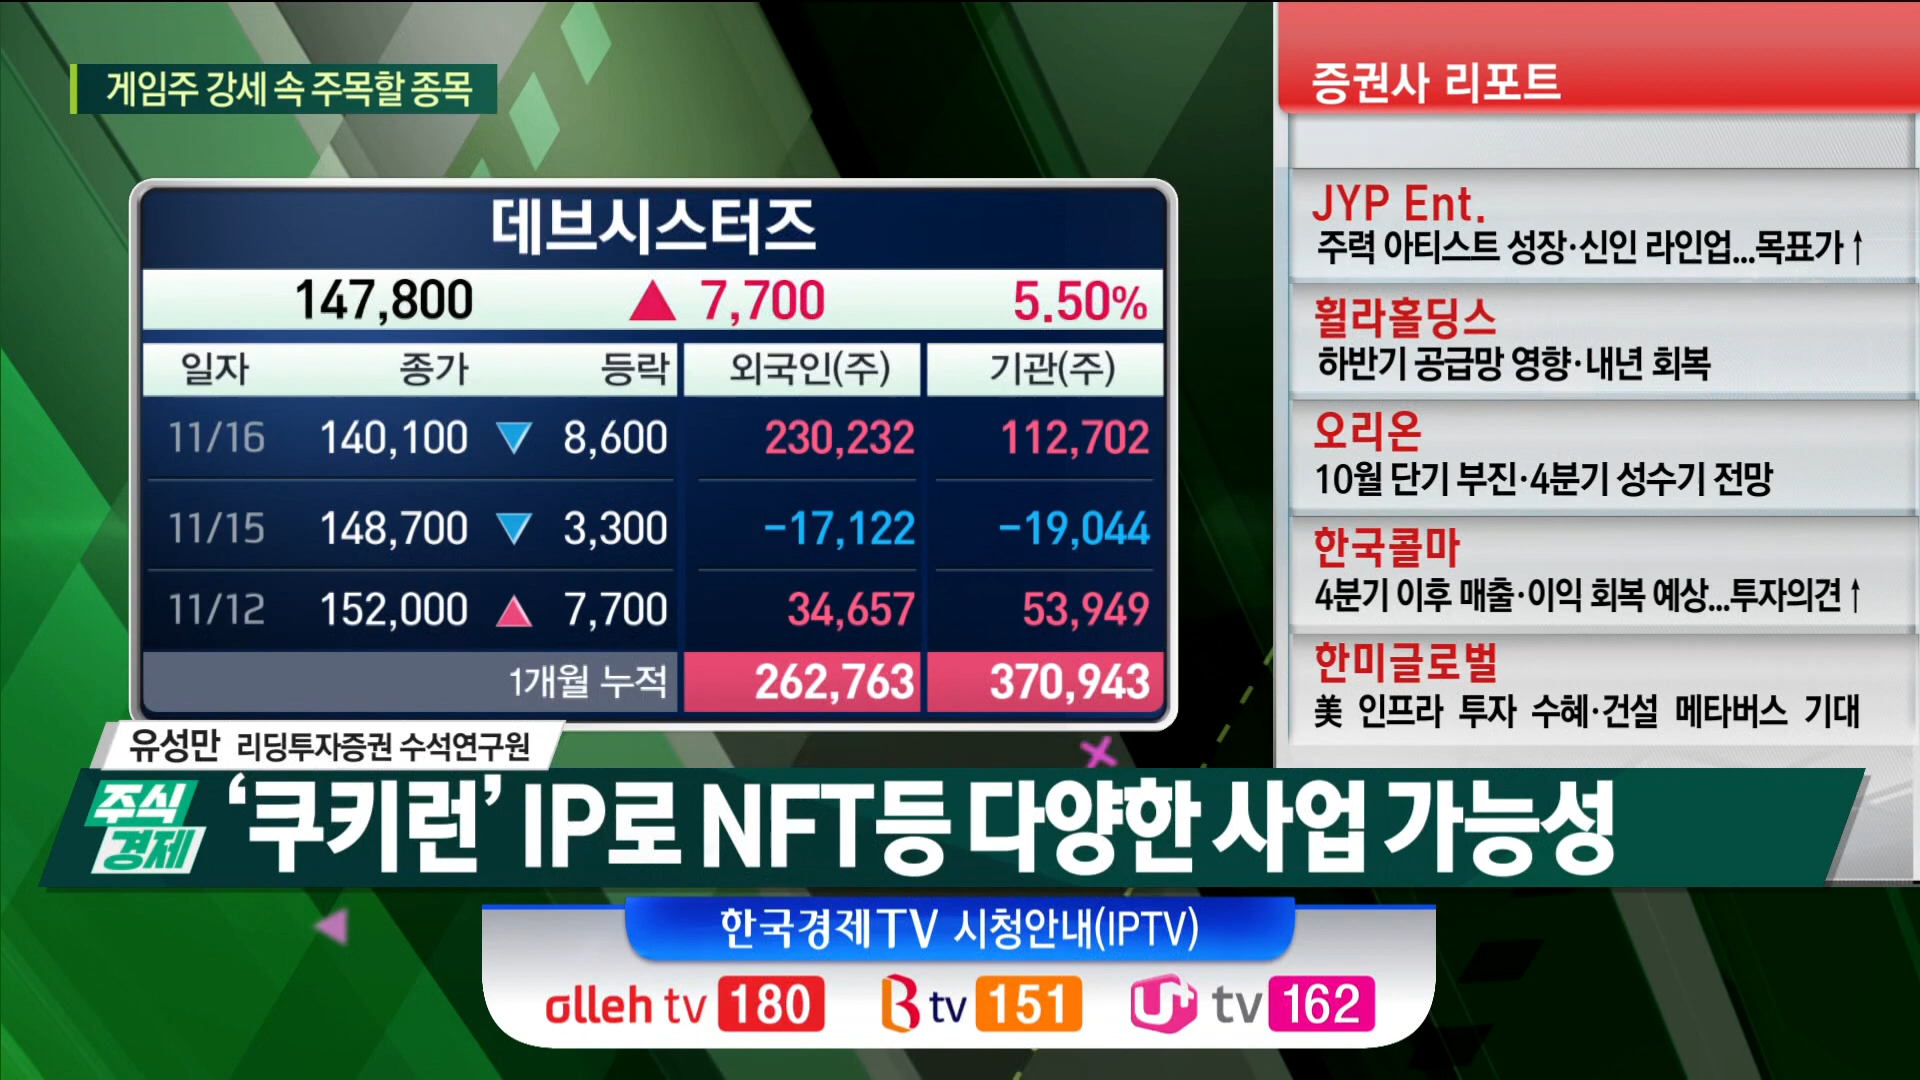 게임주 강세 속 주목할 종목
데브시스터즈
147,800 ▲ 7,700 5.50%
일자 종가 등락 외국인(주) 기관(주)
11/16 140,100 ▼ 8,600 230,232 112,702
11/15 148,700 ▼ 3,300 -17,122 -19,044
11/12 152,000 ▲ 7,700 34,657 53,949
1개월 누적 262,763 370,943
증권사 리포트
JYP Ent.
주력 아티스트 성장·신인 라인업...목표가↑
휠라홀딩스
하반기 공급망 영향·내년 회복
오리온
10월 단기 부진·4분기 성수기 전망
한국콜마
4분기 이후 매출·이익 회복 예상...투자의견↑
한미글로벌
美 인프라 투자 수혜·건설 메타버스 기대
유성만 리딩투자증권 수석연구원
주식
경제
‘쿠키런’ IP로 NFT등 다양한 사업 가능성
한국경제TV 시청안내(IPTV)
olleh tv 180 B tv 151 U+ tv 162